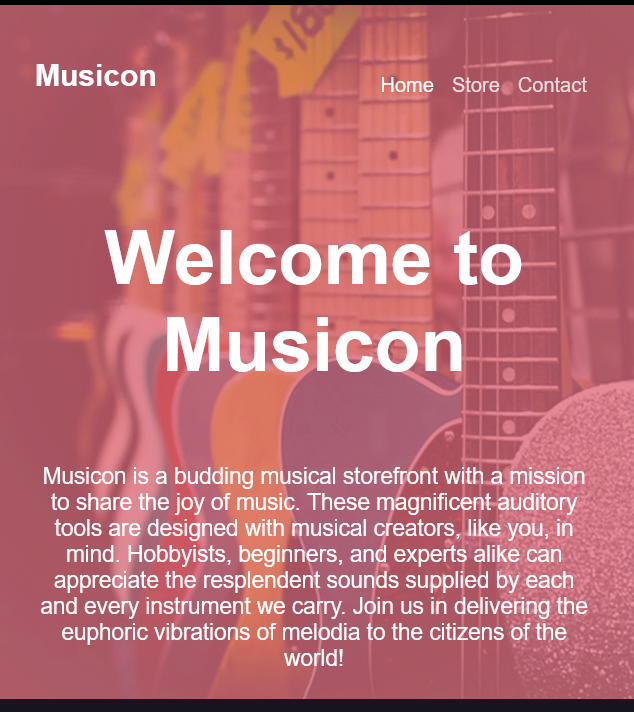 Musicon
Home Store Contact
Welcome to
Musicon
Musicon is a budding musical storefront with a mission
to share the joy of music. These magnificent auditory
tools are designed with musical creators, like you, in
mind. Hobbyists, beginners, and experts alike can
appreciate the resplendent sounds supplied by each
and every instrument we carry. Join us in delivering the
euphoric vibrations of melodia to the citizens of the
world!